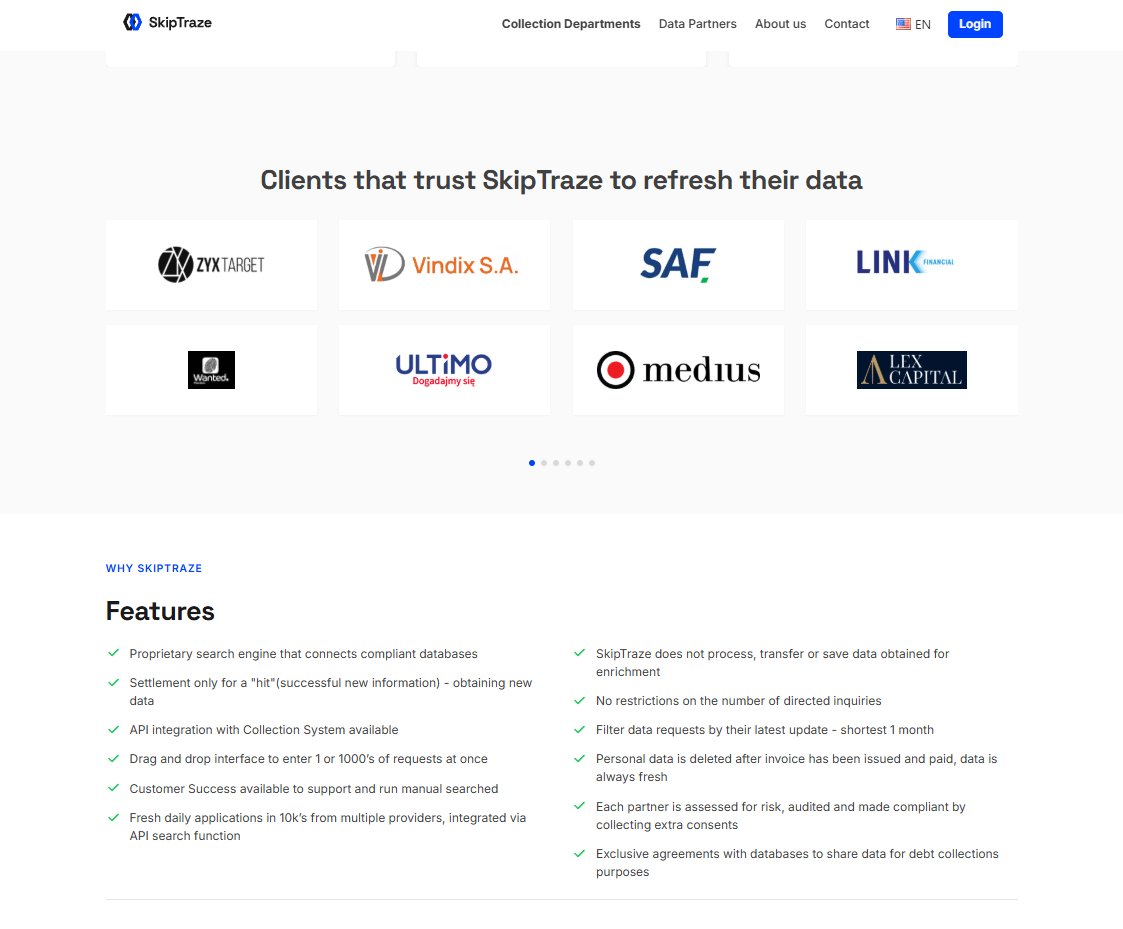 SkipTraze
Collection Departments
Data Partners
About us
Contact
EN
Login
Clients that trust SkipTraze to refresh their data
ZYXTARGET
Vindix S.A.
SAF
LINK FINANCIAL
Wanted.
ULTIMO
Dogadajmy się
medius
LEX
CAPITAL
WHY SKIPTRAZE
Features
Proprietary search engine that connects compliant databases
Settlement only for a "hit"(successful new information) - obtaining new
data
API integration with Collection System available
Drag and drop interface to enter 1 or 1000’s of requests at once
Customer Success available to support and run manual searched
Fresh daily applications in 10k’s from multiple providers, integrated via
API search function
SkipTraze does not process, transfer or save data obtained for
enrichment
No restrictions on the number of directed inquiries
Filter data requests by their latest update - shortest 1 month
Personal data is deleted after invoice has been issued and paid, data is
always fresh
Each partner is assessed for risk, audited and made compliant by
collecting extra consents
Exclusive agreements with databases to share data for debt collections
purposes